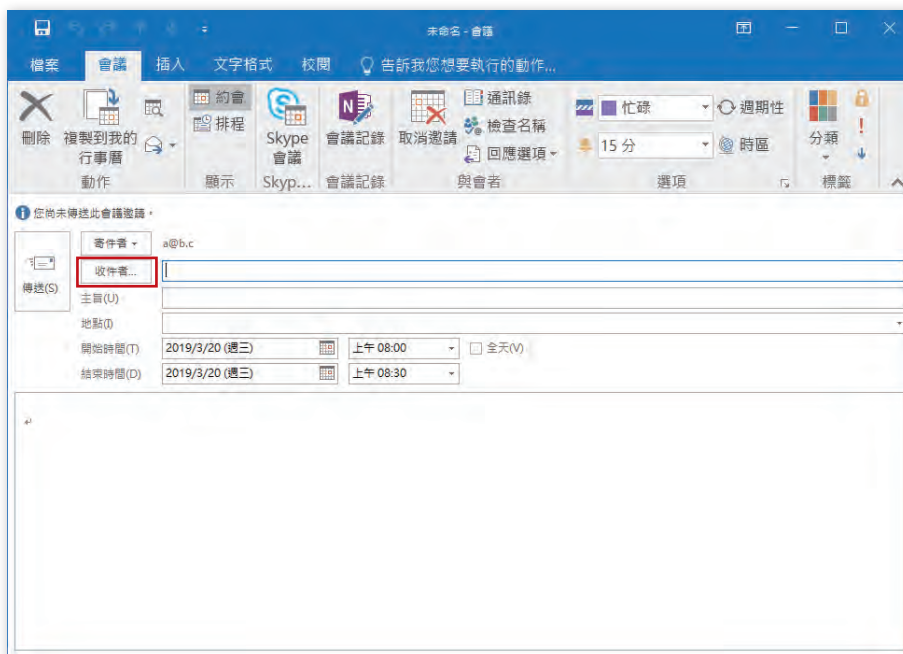 未命名 - 會議
檔案 會議 插入 文字格式 校閱 告訴我您想要執行的動作...
刪除
複製到我的
行事曆
動作
約會
排程
顯示
Skype
會議
Skyp...
會議記錄
會議記錄
取消邀請
通訊錄
檢查名稱
回應選項
與會者
忙碌
15 分
週期性
時區
選項
分類
標籤
您尚未傳送此會議邀請。
傳送(S)
寄件者 a@b.c
收件者...
主旨(U)
地點(I)
開始時間(T) 2019/3/20 (週三) 上午 08:00 全天(V)
結束時間(D) 2019/3/20 (週三) 上午 08:30